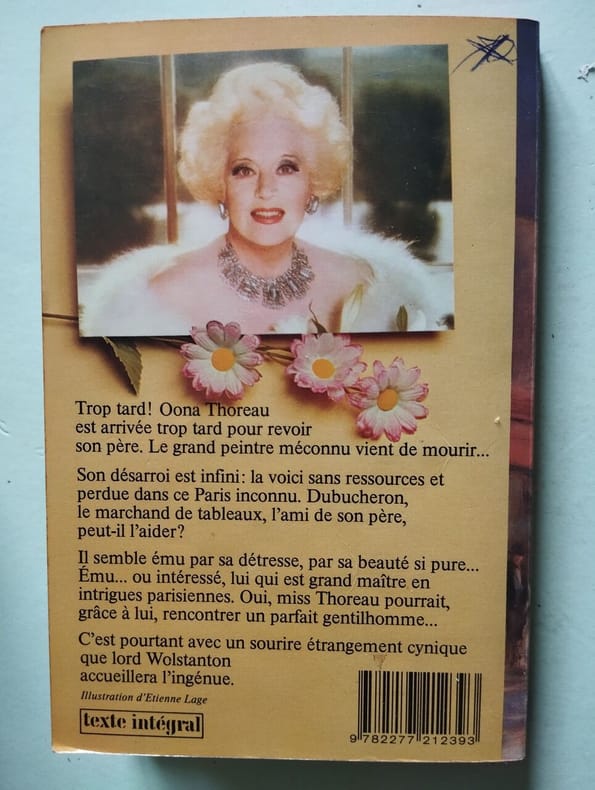 Trop tard! Oona Thoreau
est arrivée trop tard pour revoir
son père. Le grand peintre méconnu vient de mourir...
Son désarroi est infini: la voici sans ressources et
perdue dans ce Paris inconnu. Dubucheron,
le marchand de tableaux, l'ami de son père,
peut-il l'aider?
Il semble ému par sa détresse, par sa beauté si pure...
Ému... ou intéressé, lui qui est grand maître en
intrigues parisiennes. Oui, miss Thoreau pourrait,
grâce à lui, rencontrer un parfait gentilhomme...
C'est pourtant avec un sourire étrangement cynique
que lord Wolstanton
accueillera l'ingénue.
Illustration d'Etienne Lage
texte intégral
9 782277 212393